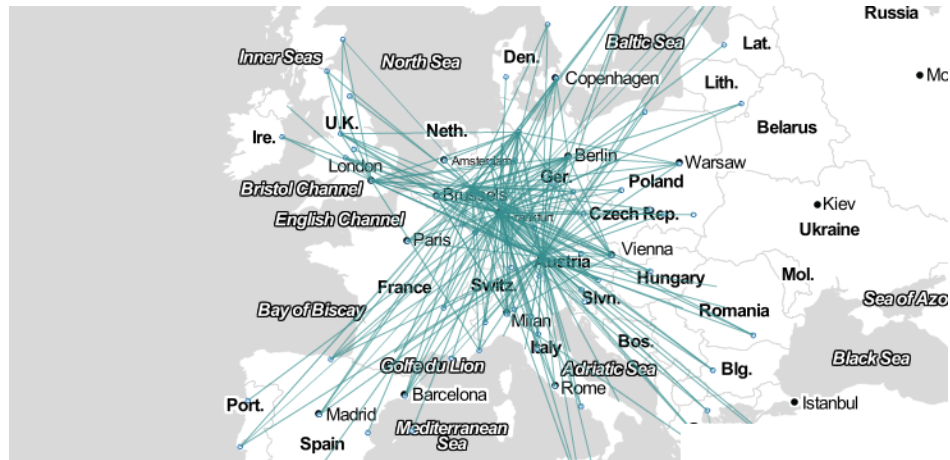 Russia
Baltic Sea
Lat.
Inner Seas
North Sea
Den.
Copenhagen
Mo
Lith.
U.K.
Neth.
Belarus
Ire.
London
Amsterdam
Berlin
Warsaw
Ger.
Poland
Bristol Channel
Brussels
Kiev
English Channel
Frankfurt
Czech Rep.
Ukraine
Paris
Vienna
Austria
Mol.
France
Switz.
Hungary
Slvn.
Sea of Azo
Bay of Biscay
Milan
Romania
Italy
Bos.
Black Sea
Golfe du Lion
Adriatic Sea
Blg.
Rome
Port.
Barcelona
Istanbul
Madrid
Mediterranean
Sea
Spain